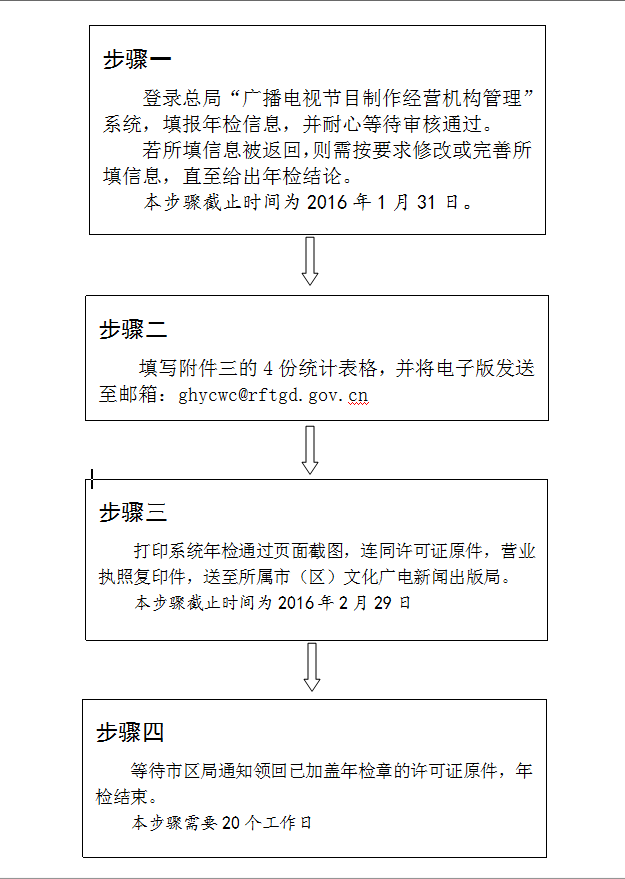 步骤一
登录总局“广播电视节目制作经营机构管理”
系统，填报年检信息，并耐心等待审核通过。
若所填信息被返回,则需按要求修改或完善所
填信息，直至给出年检结论。
本步骤截止时间为 2016 年 1 月 31 日。
步骤二
填写附件三的 4 份统计表格，并将电子版发送
至邮箱：ghycwc@rftgd.gov.cn
步骤三
打印系统年检通过页面截图，连同许可证原件，营业
执照复印件，送至所属市（区）文化广电新闻出版局。
本步骤截止时间为 2016 年 2 月 29 日
步骤四
等待市区局通知领回已加盖年检章的许可证原件，年
检结束。
本步骤需要 20 个工作日